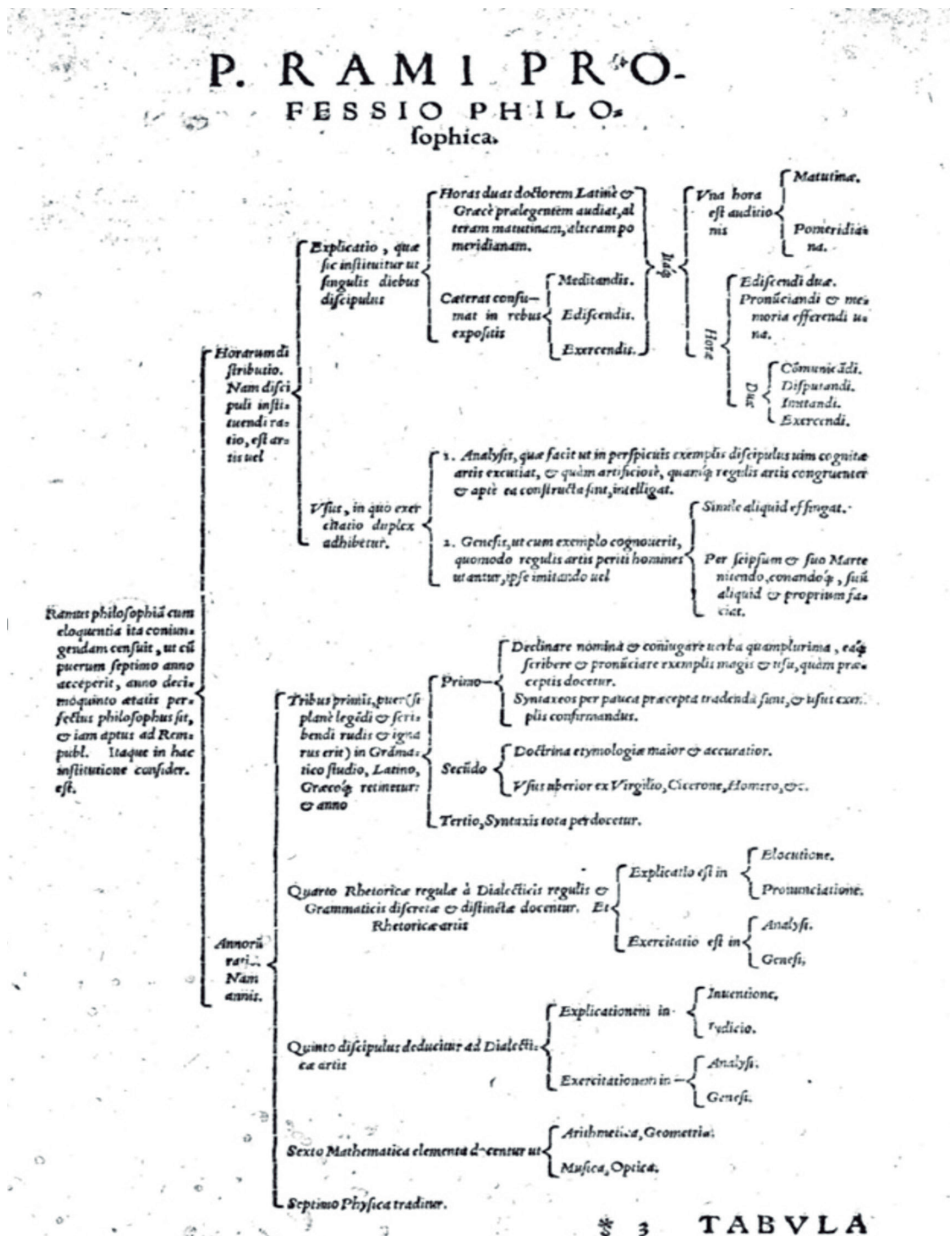 P. RAMI PRO-
FESSIO PHILO-
ſophica.
Ramus philoſophiā cum
eloquentia ita coniun-
gendam cenſuit, ut cū
puerum ſeptimo anno
acceperit, anno deci-
moquinto ætatis per-
fectus philoſophus ſit,
& iam aptus ad Rem-
publ. Itaque in hac
inſtitutione conſider.
eſt.
Horarum di
ſtributio.
Nam diſci
puli inſti-
tuendi ra-
tio, eſt ar-
tis uel
Explicatio, quæ
ſic inſtituitur ut
ſingulis diebus
diſcipulus
Horas duas doctorem Latinè &
Græcè prælegentem audiat, al
teram matutinam, alteram po
meridianam.
Cæteras conſu-
mat in rebus
expoſitis
Meditandis.
Ediſcendis.
Exercendis.
Itaq́;
Vna hora
eſt auditio
nis
Matutinæ.
Pomeridia-
na.
Horæ
Ediſcendi duæ.
Pronūciandi & me-
moria efferendi u-
na.
Duæ
Cōmunicādi.
Diſputandi.
Imitandi.
Exercendi.
Vſus, in quo exer
citatio duplex
adhibetur.
1. Analyſis, quæ facit ut in perſpicuis exemplis diſcipulus uim cognitæ
artis excutiat, & quàm artificiosè, quamq́; regulis artis congruenter
& aptè ea conſtructa ſint, intelligat.
2. Geneſis, ut cum exemplo cognouerit,
quomodo regulis artis periti homines
utantur, ipſe imitando uel
Simile aliquid effingat.
Per ſeipſum & ſuo Marte
nitendo, conandoq́;, ſuū
aliquid & proprium fa-
ciat.
Annorū
Nam
annis.
Tribus primis, puer (ſi
planè legēdi & ſcri-
bendi rudis & igna
rus erit) in Grāma-
tico ſtudio, Latino,
Græcoq́; retinetur:
& anno
Primo
Declinare nomina & coniugare uerba quamplurima, eaq́;
ſcribere & pronūciare exemplis magis & uſu, quàm præ-
ceptis docetur.
Syntaxeos per pauca præcepta tradenda ſunt, & uſus exem
plis confirmandus.
Secūdo
Doctrina etymologiæ maior & accuratior.
Vſus uberior ex Virgilio, Cicerone, Homero, &c.
Tertio, Syntaxis tota perdocetur.
Quarto Rhetoricæ regulæ à Dialecticis regulis &
Grammaticis diſcretæ & diſtinctæ docentur. Et
Rhetoricæ artis
Explicatio eſt in
Elocutione.
Pronunciatione.
Exercitatio eſt in
Analyſi.
Geneſi.
Quinto diſcipulus deducitur ad Dialecti-
cæ artis
Explicationem in
Inuentione.
Iudicio.
Exercitationem in
Analyſi.
Geneſi.
Sexto Mathematica elementa docentur ut
Arithmetica, Geometria.
Muſica, Optica.
Septimo Phyſica traditur.
* 3 TABVLA